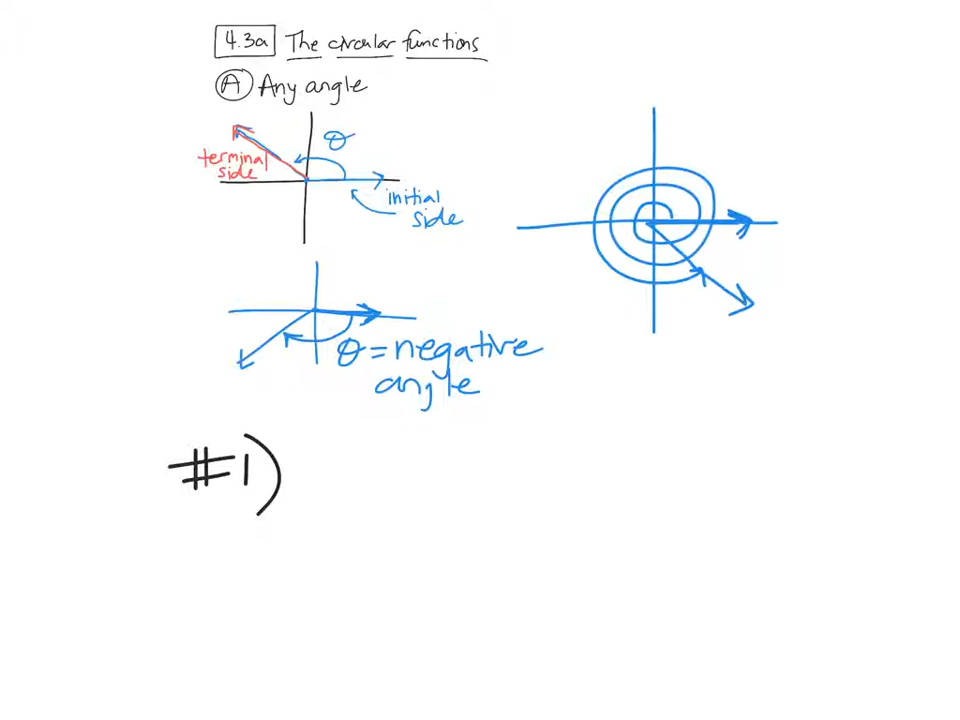 4.3a The circular functions
A Any angle
θ
terminal
side
initial
side
θ = negative
angle
#1)